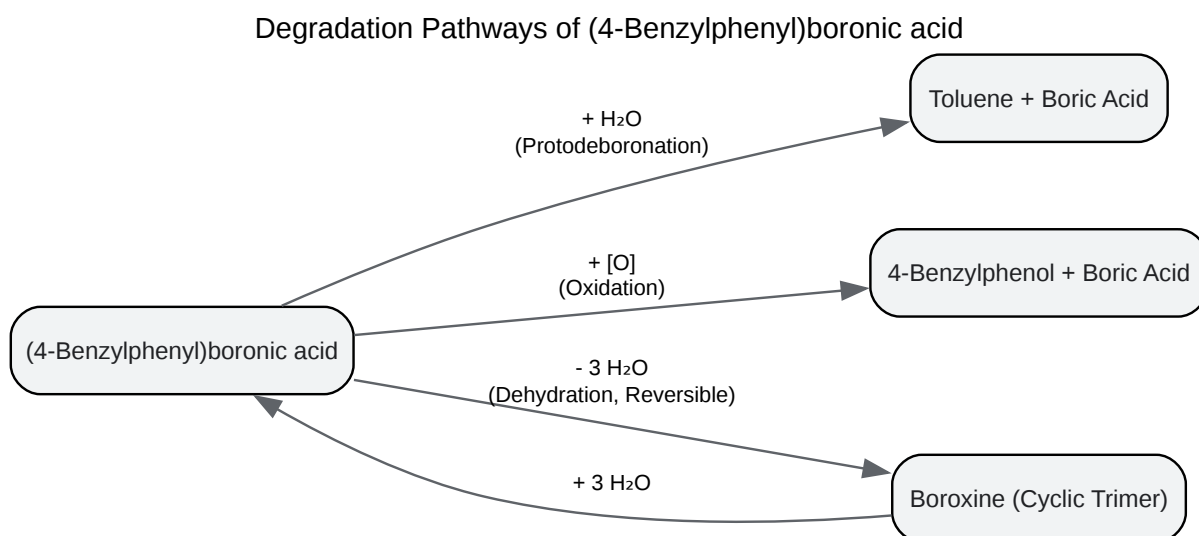 Degradation Pathways of (4-Benzylphenyl)boronic acid
Toluene + Boric Acid
+ H₂O
(Protodeboronation)
4-Benzylphenol + Boric Acid
+ [O]
(Oxidation)
(4-Benzylphenyl)boronic acid
- 3 H₂O
(Dehydration, Reversible)
+ 3 H₂O
Boroxine (Cyclic Trimer)